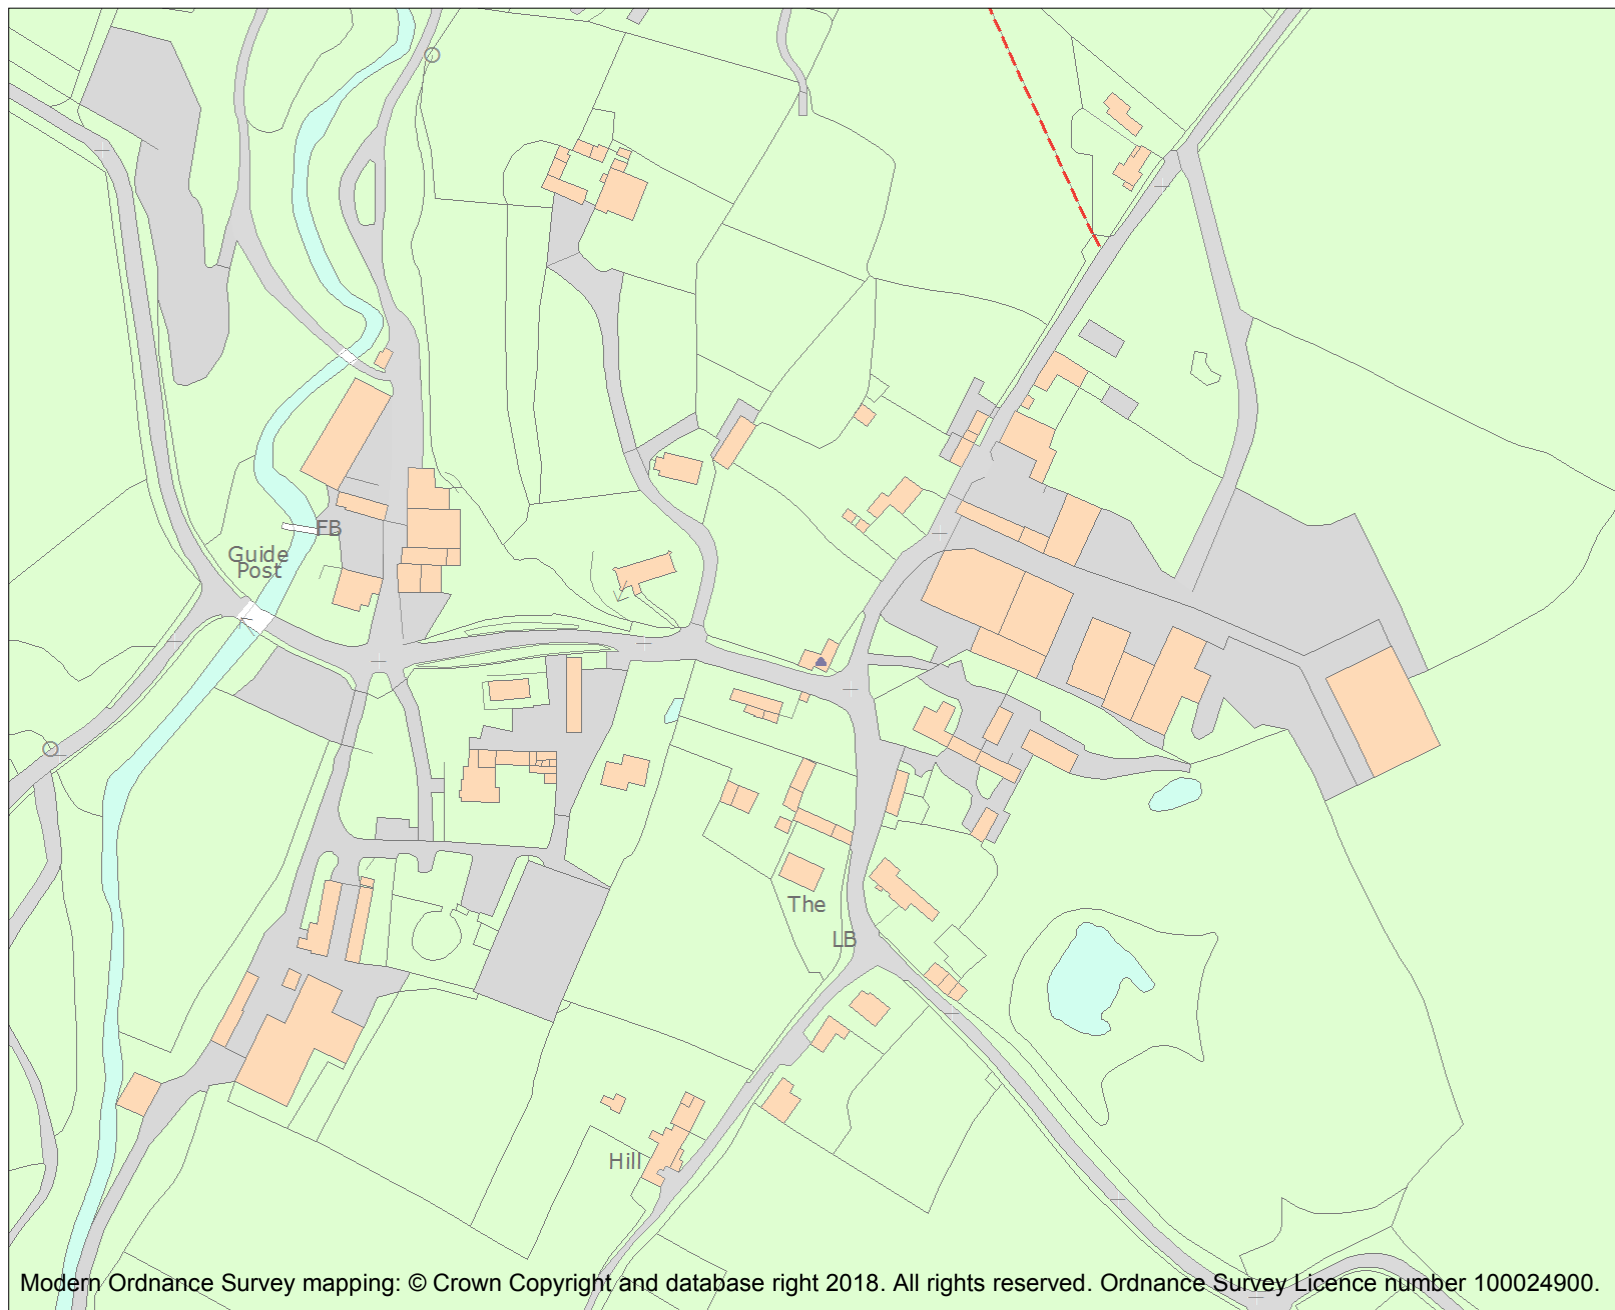 FB
Guide
Post
The
LB
Hill
Modern Ordnance Survey mapping: © Crown Copyright and database right 2018. All rights reserved. Ordnance Survey Licence number 100024900.